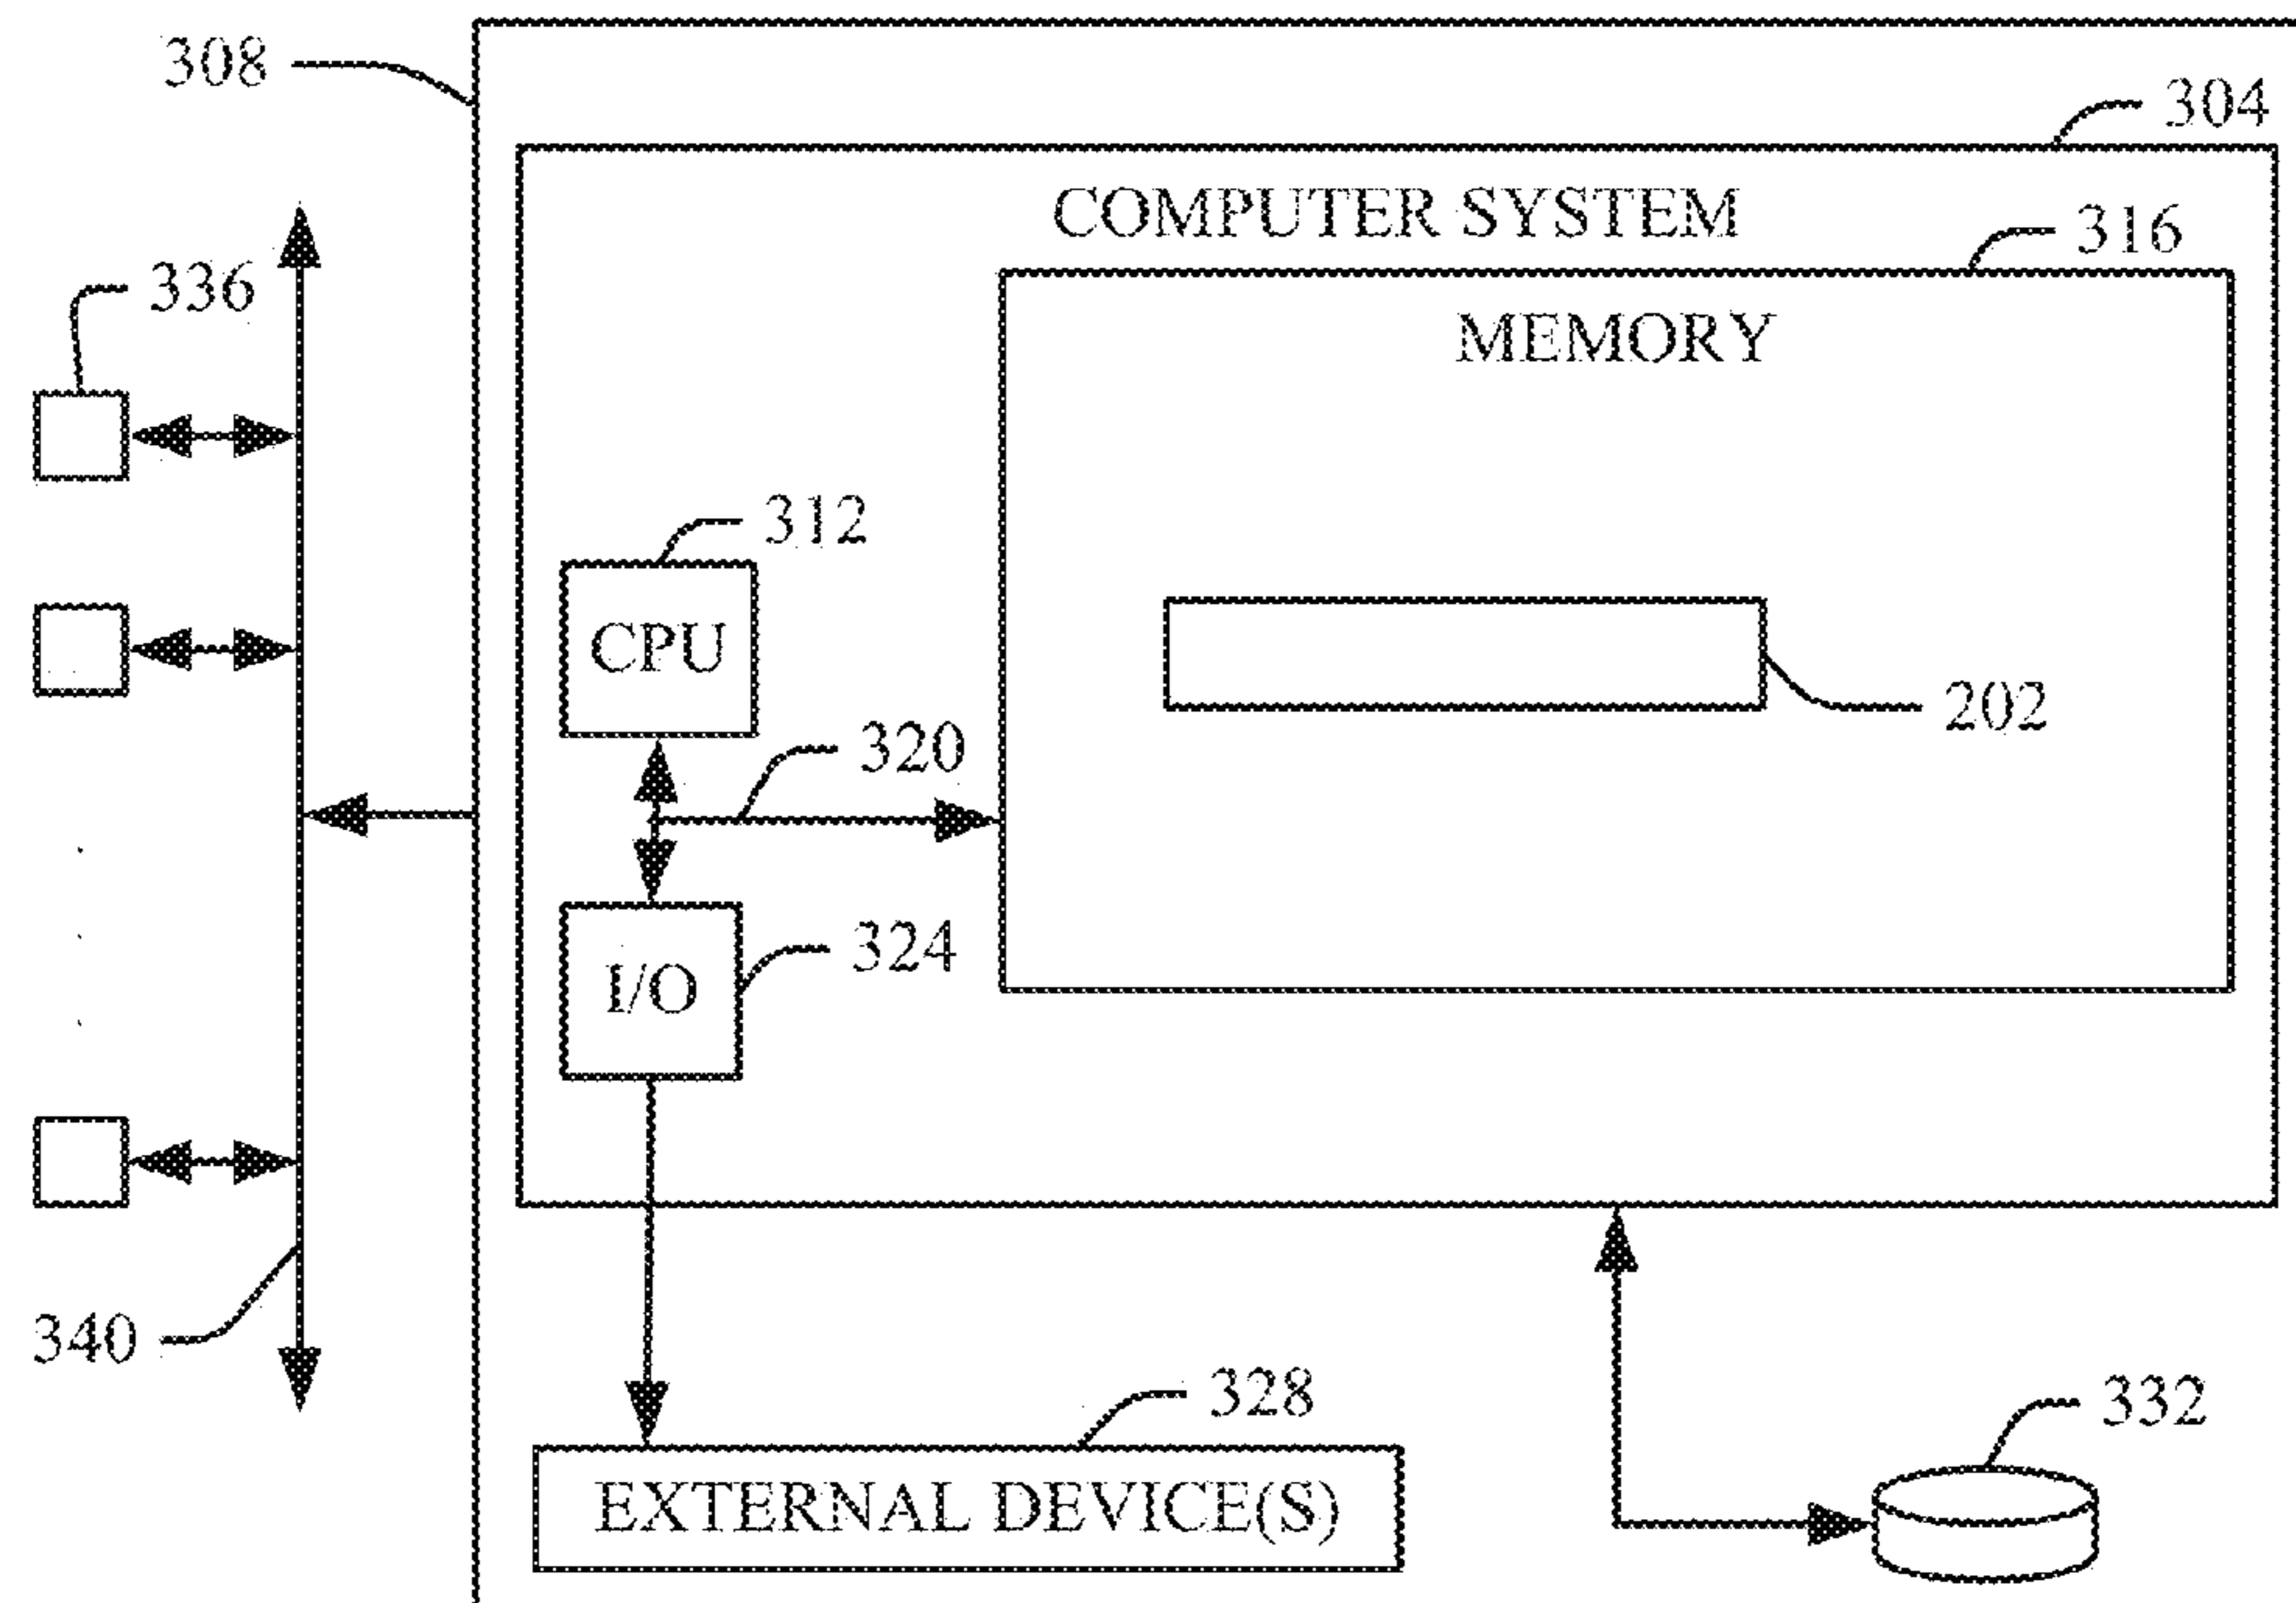 308
304
COMPUTER SYSTEM
316
336
MEMORY
312
CPU
202
320
324
I/O
340
328
332
EXTERNAL DEVICE(S)